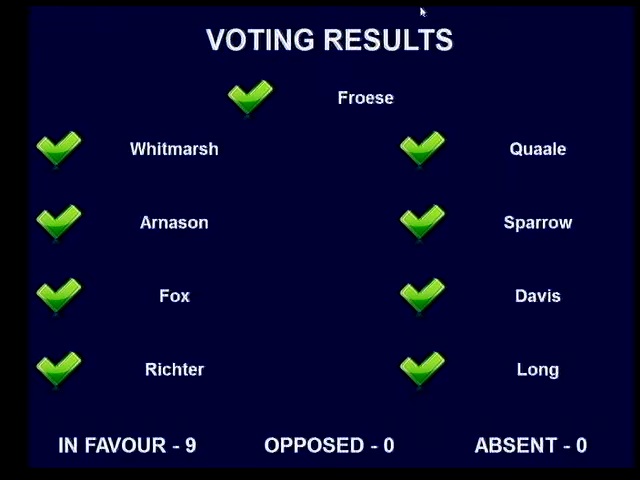 VOTING RESULTS
Froese
Whitmarsh Quaale
Arnason Sparrow
Fox Davis
Richter Long
IN FAVOUR - 9 OPPOSED - 0 ABSENT - 0